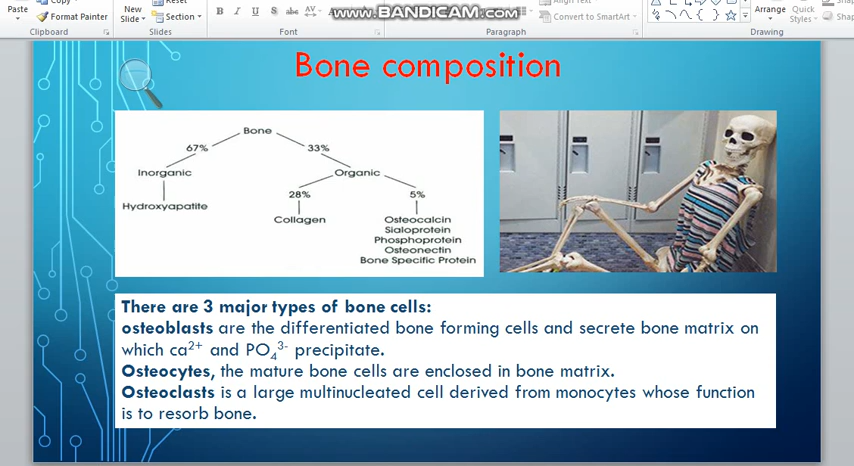 Copy
Reset
Paste
Format Painter
New
Slide
Section
B I U S abc AV
Align Text
Convert to SmartArt
Arrange
Quick
Styles
Clipboard
Slides
Font
Paragraph
Drawing
www.BANDICAM.com
Bone composition
Bone
67% 33%
Inorganic Organic
28% 5%
Hydroxyapatite
Collagen
Osteocalcin
Sialoprotein
Phosphoprotein
Osteonectin
Bone Specific Protein
There are 3 major types of bone cells:
osteoblasts are the differentiated bone forming cells and secrete bone matrix on
which ca²⁺ and PO₄³⁻ precipitate.
Osteocytes, the mature bone cells are enclosed in bone matrix.
Osteoclasts is a large multinucleated cell derived from monocytes whose function
is to resorb bone.